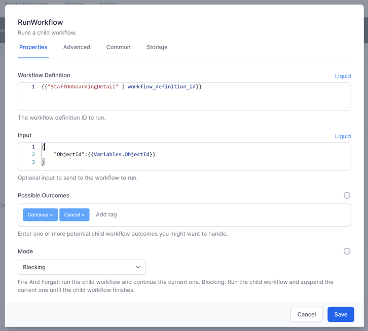 RunWorkflow
Runs a child workflow.
Properties Advanced Common Storage
Workflow Definition Liquid
1 {{"StaffOnboardingDetail" | workflow_definition_id}}
The workflow definition ID to run.
Input Liquid
1 {
2 "ObjectId":{{Variables.ObjectId}}
3 }
Optional input to send to the workflow to run.
Possible Outcomes
Continue × Cancel × Add tag
Enter one or more potential child workflow outcomes you might want to handle.
Mode
Blocking
Fire And Forget: run the child workflow and continue the current one. Blocking: Run the child workflow and suspend the
current one until the child workflow finishes.
Cancel Save